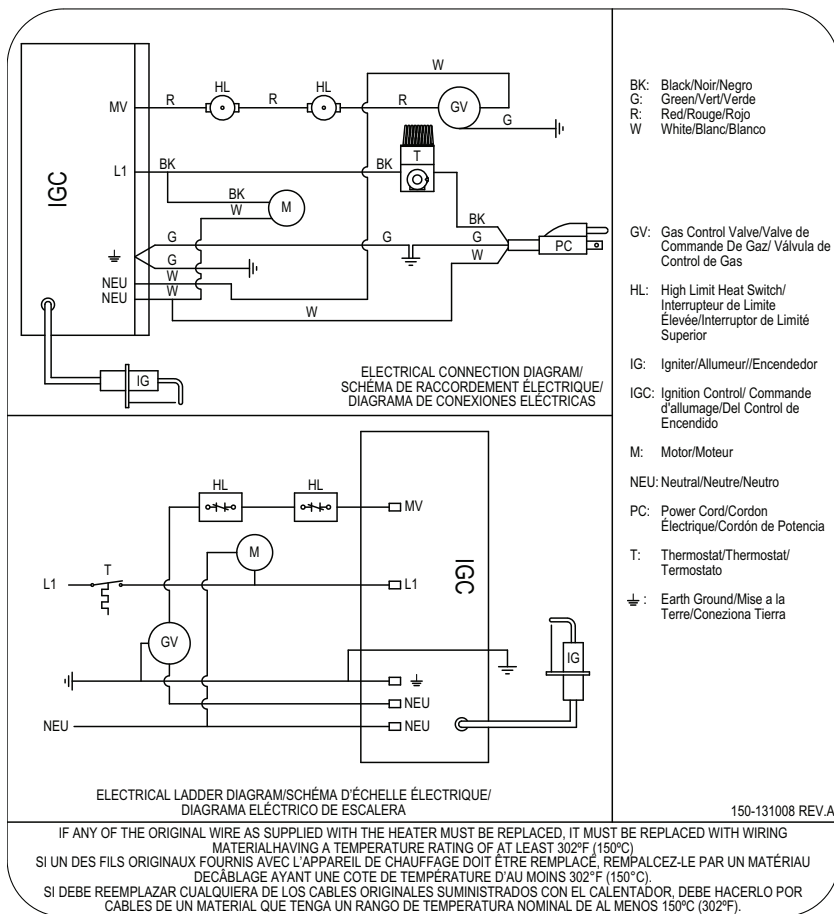 IGC
MV
R
HL
R
HL
R
GV
W
G
L1
BK
BK
T
BK
W
M
BK
G
G
G
W
PC
G
NEU
W
NEU
W
W
IG
ELECTRICAL CONNECTION DIAGRAM/
SCHÉMA DE RACCORDEMENT ÉLECTRIQUE/
DIAGRAMA DE CONEXIONES ELÉCTRICAS
HL
HL
MV
M
L1
T
L1
IGC
GV
IG
NEU
NEU
NEU
ELECTRICAL LADDER DIAGRAM/SCHÉMA D'ÉCHELLE ÉLECTRIQUE/
DIAGRAMA ELÉCTRICO DE ESCALERA
BK: Black/Noir/Negro
G: Green/Vert/Verde
R: Red/Rouge/Rojo
W White/Blanc/Blanco
GV: Gas Control Valve/Valve de
Commande De Gaz/ Válvula de
Control de Gas
HL: High Limit Heat Switch/
Interrupteur de Limite
Élevée/Interruptor de Limité
Superior
IG: Igniter/Allumeur//Encendedor
IGC: Ignition Control/ Commande
d'allumage/Del Control de
Encendido
M: Motor/Moteur
NEU: Neutral/Neutre/Neutro
PC: Power Cord/Cordon
Électrique/Cordón de Potencia
T: Thermostat/Thermostat/
Termostato
⏚ : Earth Ground/Mise a la
Terre/Coneziona Tierra
150-131008 REV.A
IF ANY OF THE ORIGINAL WIRE AS SUPPLIED WITH THE HEATER MUST BE REPLACED, IT MUST BE REPLACED WITH WIRING
MATERIALHAVING A TEMPERATURE RATING OF AT LEAST 302ºF (150ºC)
SI UN DES FILS ORIGINAUX FOURNIS AVEC L'APPAREIL DE CHAUFFAGE DOIT ÊTRE REMPLACÉ, REMPALCEZ-LE PAR UN MATÉRIAU
DECÂBLAGE AYANT UNE COTE DE TEMPÉRATURE D'AU MOINS 302°F (150°C).
SI DEBE REEMPLAZAR CUALQUIERA DE LOS CABLES ORIGINALES SUMINISTRADOS CON EL CALENTADOR, DEBE HACERLO POR
CABLES DE UN MATERIAL QUE TENGA UN RANGO DE TEMPERATURA NOMINAL DE AL MENOS 150ºC (302ºF).